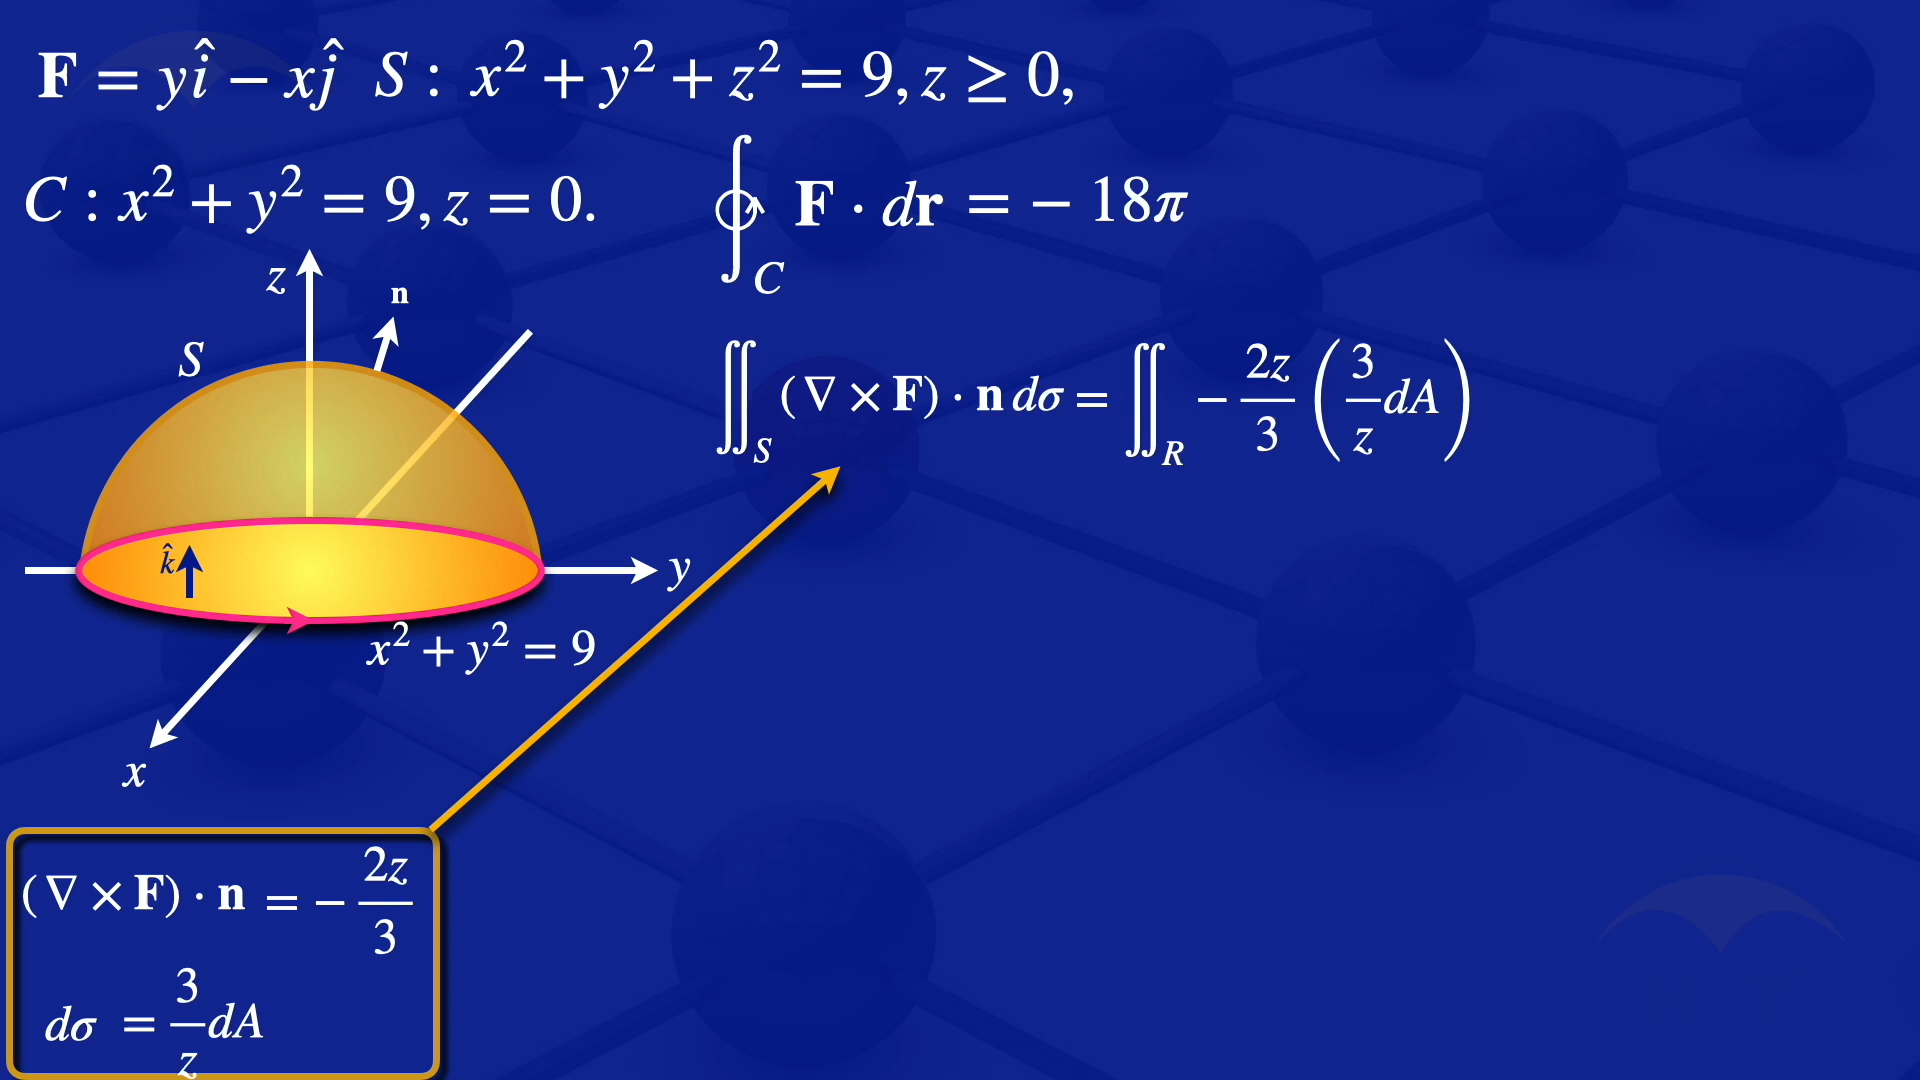 F = yî − xĵ S : x² + y² + z² = 9, z ≥ 0,
C : x² + y² = 9, z = 0.
∮_C F · dr = − 18π
z
n
S
∬_S (∇ × F) · n dσ = ∬_R − 2z/3 (3/z dA)
k̂
y
x² + y² = 9
x
(∇ × F) · n = − 2z/3
dσ = 3/z dA